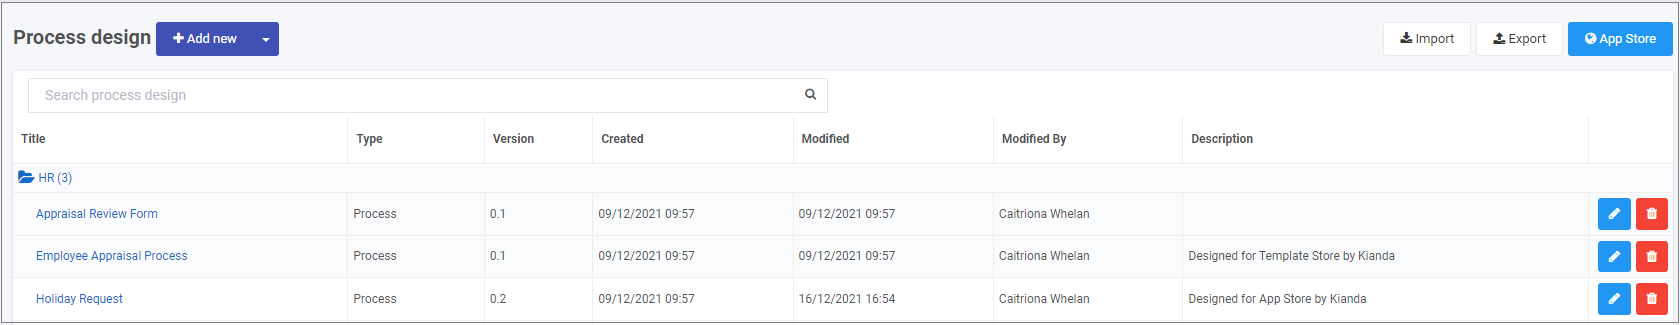 Process design + Add new Import Export App Store
Search process design
Title Type Version Created Modified Modified By Description
HR (3)
Appraisal Review Form Process 0.1 09/12/2021 09:57 09/12/2021 09:57 Caitriona Whelan
Employee Appraisal Process Process 0.1 09/12/2021 09:57 09/12/2021 09:57 Caitriona Whelan Designed for Template Store by Kianda
Holiday Request Process 0.2 09/12/2021 09:57 16/12/2021 16:54 Caitriona Whelan Designed for App Store by Kianda